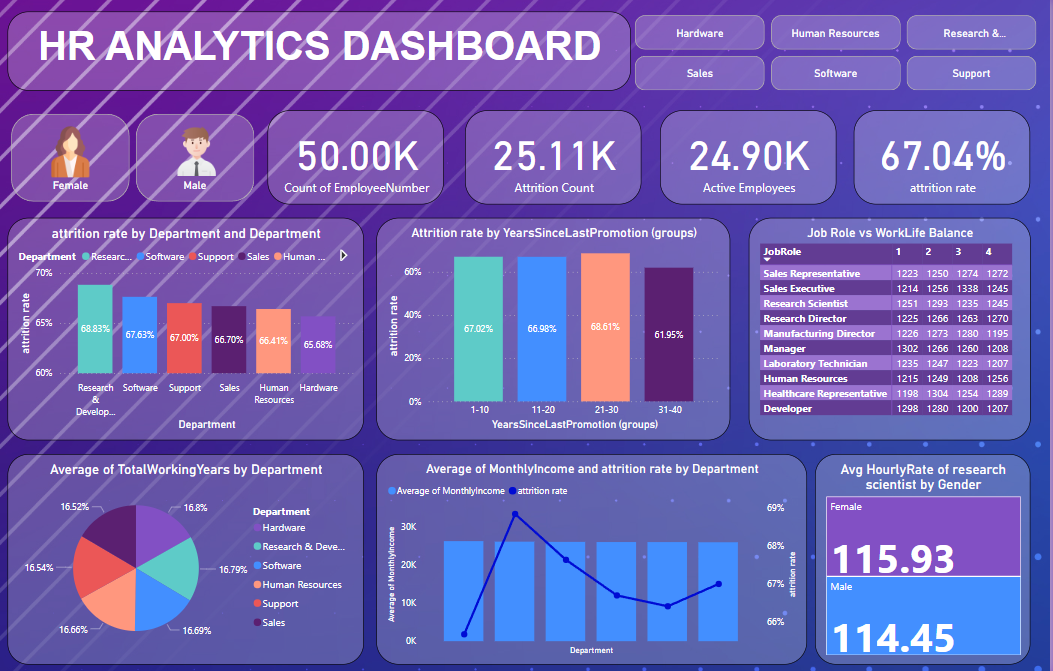 HR ANALYTICS DASHBOARD
Hardware
Human Resources
Research &...
Sales
Software
Support
Female
Male
50.00K
Count of EmployeeNumber
25.11K
Attrition Count
24.90K
Active Employees
67.04%
attrition rate
attrition rate by Department and Department
Department Researc... Software Support Sales Human ...
70%
65%
60%
attrition rate
68.83%
67.63%
67.00%
66.70%
66.41%
65.68%
Research
&
Develop...
Software
Support
Sales
Human
Resources
Hardware
Department
Attrition rate by YearsSinceLastPromotion (groups)
60%
40%
20%
0%
attrition rate
67.02%
66.98%
68.61%
61.95%
1-10
11-20
21-30
31-40
YearsSinceLastPromotion (groups)
Job Role vs WorkLife Balance
JobRole 1 2 3 4
Sales Representative 1223 1250 1274 1272
Sales Executive 1214 1256 1338 1245
Research Scientist 1251 1293 1235 1245
Research Director 1225 1266 1263 1270
Manufacturing Director 1226 1273 1280 1195
Manager 1302 1266 1260 1208
Laboratory Technician 1235 1247 1223 1207
Human Resources 1215 1249 1208 1256
Healthcare Representative 1198 1304 1254 1289
Developer 1298 1280 1200 1207
Average of TotalWorkingYears by Department
16.52%
16.8%
16.54%
16.79%
16.66%
16.69%
Department
Hardware
Research & Deve...
Software
Human Resources
Support
Sales
Average of MonthlyIncome and attrition rate by Department
Average of MonthlyIncome attrition rate
30K
20K
10K
0K
Average of MonthlyIncome
69%
68%
67%
66%
attrition rate
Department
Avg HourlyRate of research
scientist by Gender
Female
115.93
Male
114.45